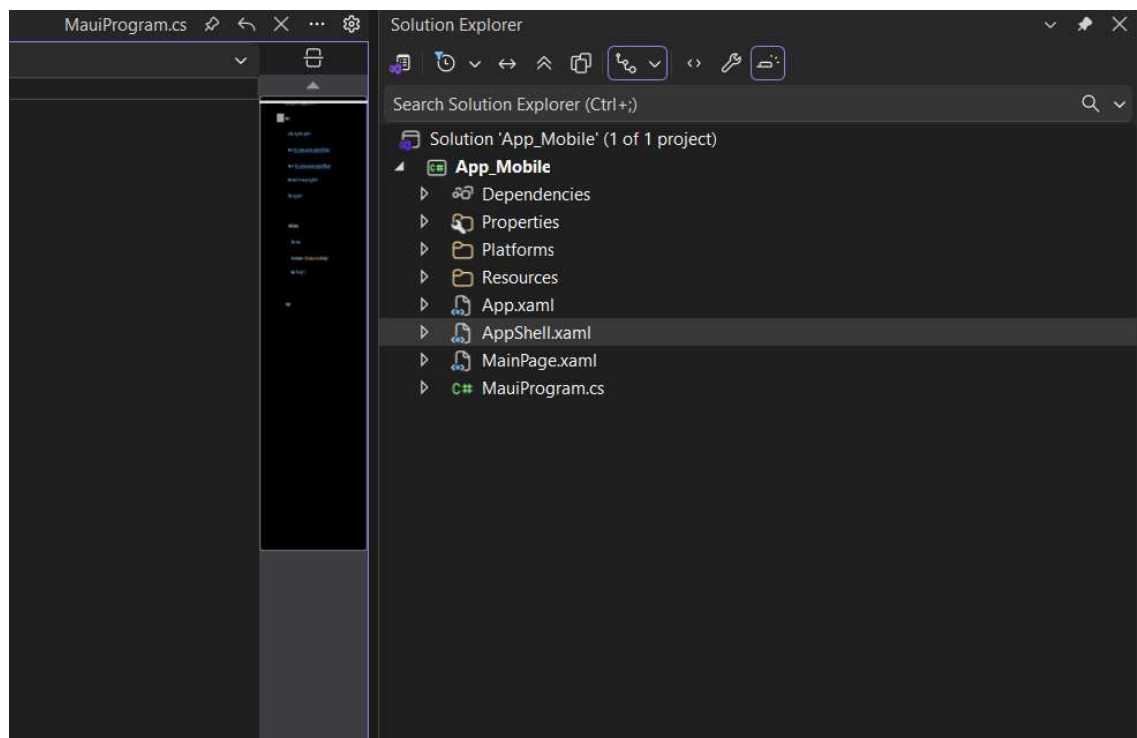 MauiProgram.cs
Solution Explorer
Search Solution Explorer (Ctrl+;)
Solution 'App_Mobile' (1 of 1 project)
C# App_Mobile
Dependencies
Properties
Platforms
Resources
App.xaml
AppShell.xaml
MainPage.xaml
C# MauiProgram.cs